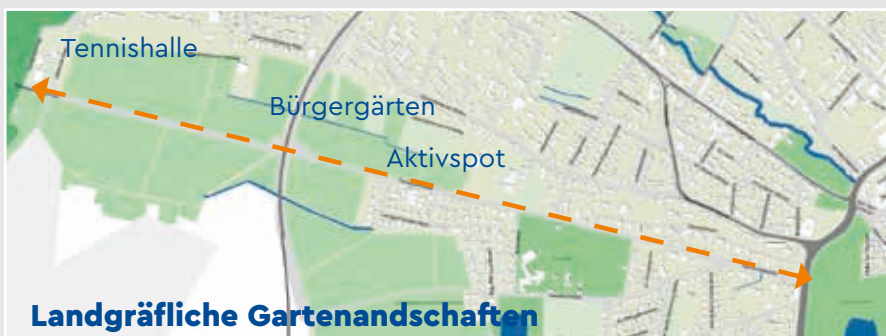 Tennishalle
Bürgergärten
Aktivspot
Landgräfliche Gartenandschaften